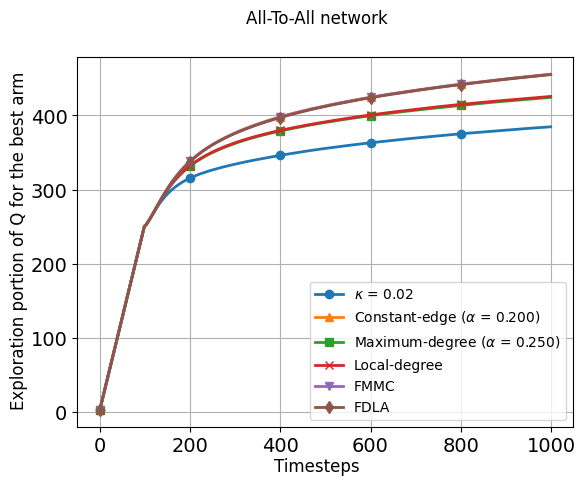 All-To-All network
Exploration portion of Q for the best arm
400
300
200
100
0
κ = 0.02
Constant-edge (α = 0.200)
Maximum-degree (α = 0.250)
Local-degree
FMMC
FDLA
0 200 400 600 800 1000
Timesteps